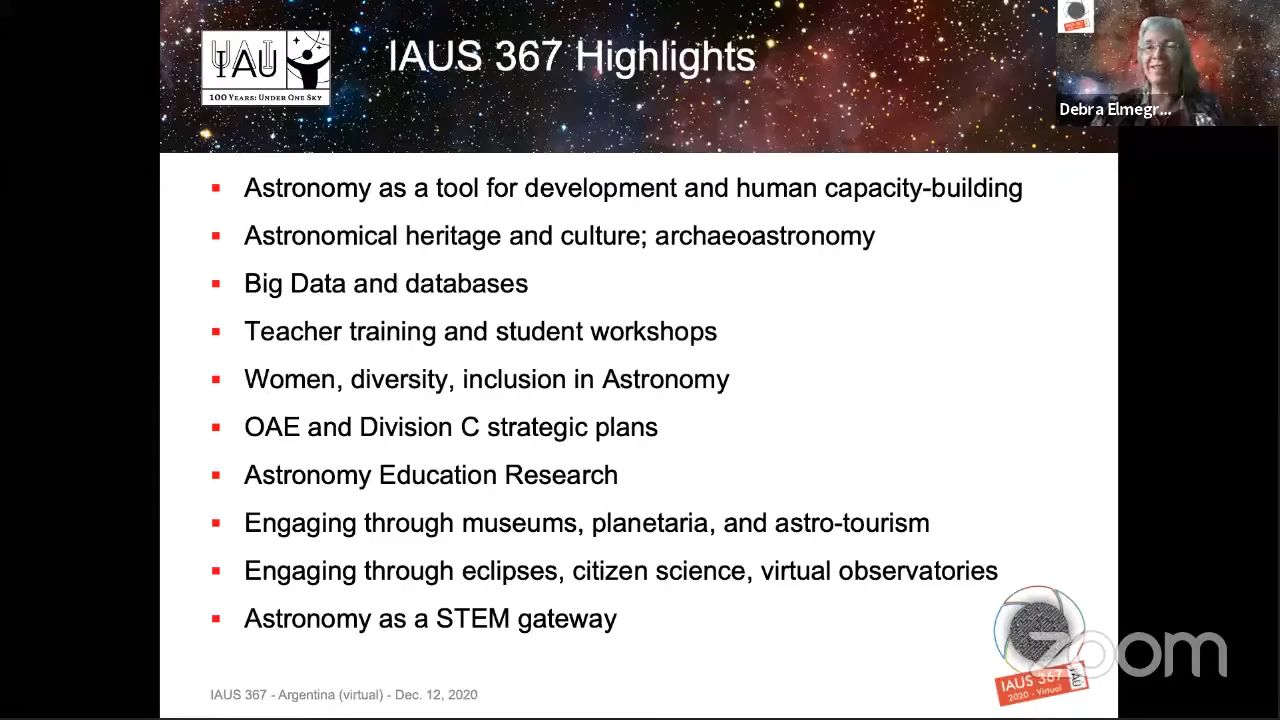 IAU
100 YEARS: UNDER ONE SKY
IAUS 367 Highlights
Debra Elmegr...
Astronomy as a tool for development and human capacity-building
Astronomical heritage and culture; archaeoastronomy
Big Data and databases
Teacher training and student workshops
Women, diversity, inclusion in Astronomy
OAE and Division C strategic plans
Astronomy Education Research
Engaging through museums, planetaria, and astro-tourism
Engaging through eclipses, citizen science, virtual observatories
Astronomy as a STEM gateway
IAUS 367 - Argentina (virtual) - Dec. 12, 2020
IAUS 367
2020 - Virtual
IAU
zoom